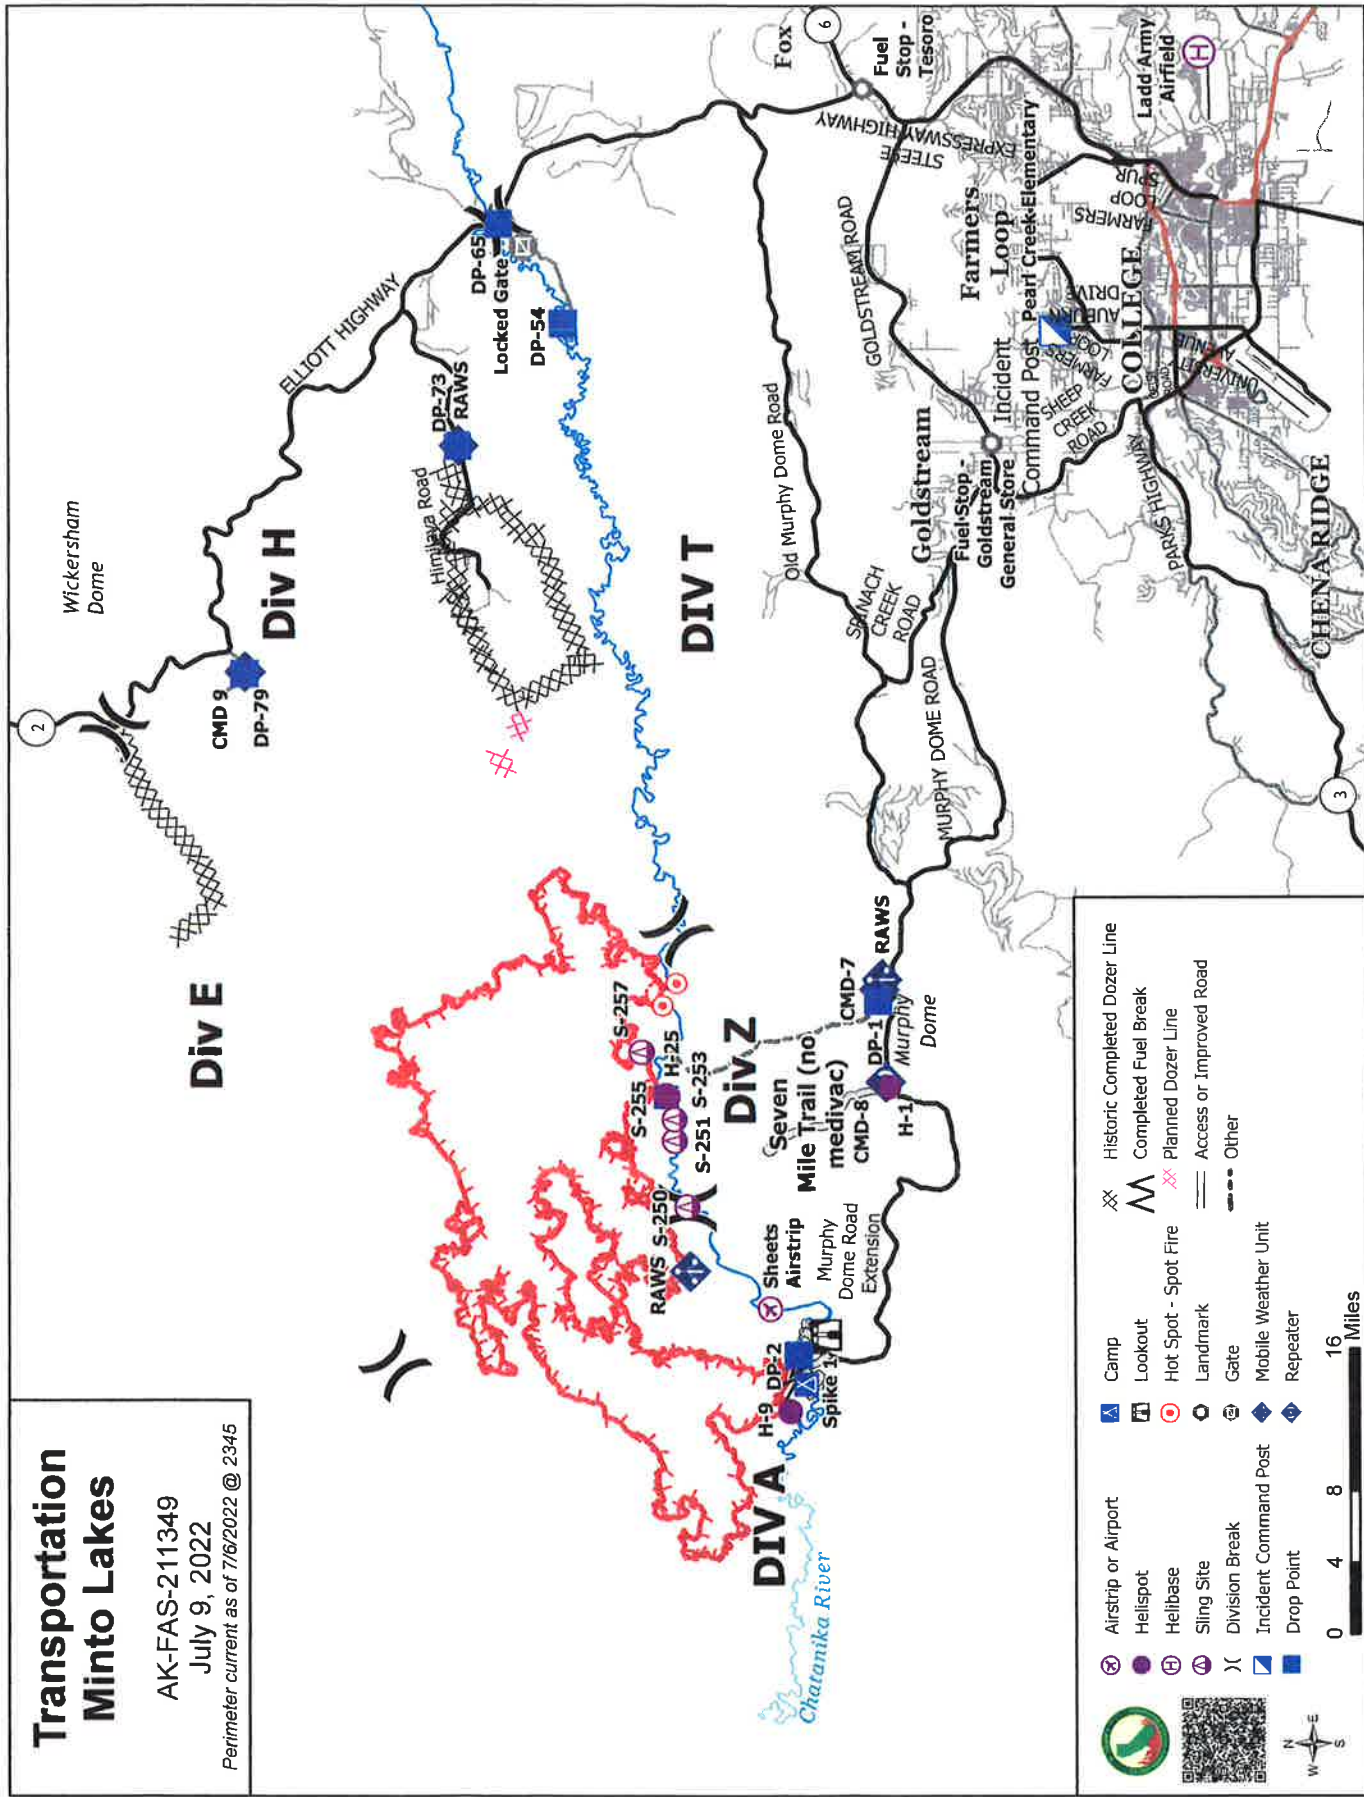 Transportation
Minto Lakes
AK-FAS-211349
July 9, 2022
Perimeter current as of 7/6/2022 @ 2345
2
Wickersham
Dome
CMD 9
DP-79
Div H
Div E
ELLIOTT HIGHWAY
DP-73
RAWS
Himilaya Road
DP-65
Locked Gate
DP-54
DIV T
Fox
6
Fuel
Stop -
Tesoro
STEESE
EXPRESSWAY HIGHWAY
Old Murphy Dome Road
GOLDSTREAM ROAD
SPINACH
CREEK
ROAD
MURPHY DOME ROAD
Goldstream
Fuel Stop -
Goldstream
General Store
Farmers
Loop
Incident
Command Post
Pearl Creek Elementary
Ladd Army
Airfield
H
FARMERS
LOOP
SPUR
AUBURN
DRIVE
FARMERS
LOOP
SHEEP
CREEK
ROAD
COLLEGE
GEIST
ROAD
UNIVERSITY
AVENUE
PARKS HIGHWAY
CHENA RIDGE
3
S-257
S-255
H-25
S-253
S-251
S-250
RAWS
Div Z
Seven
Mile Trail (no
medivac)
CMD-8
H-1
CMD-7
DP-1
RAWS
Murphy
Dome
Sheets
Airstrip
Murphy
Dome Road
Extension
H-9
DP-2
Spike 1
DIV A
Chatanika River
Airstrip or Airport
Helispot
Helibase
Sling Site
Division Break
Incident Command Post
Drop Point
Camp
Lookout
Hot Spot - Spot Fire
Landmark
Gate
Mobile Weather Unit
Repeater
Historic Completed Dozer Line
Completed Fuel Break
Planned Dozer Line
Access or Improved Road
Other
N
W
E
S
0
4
8
16
Miles